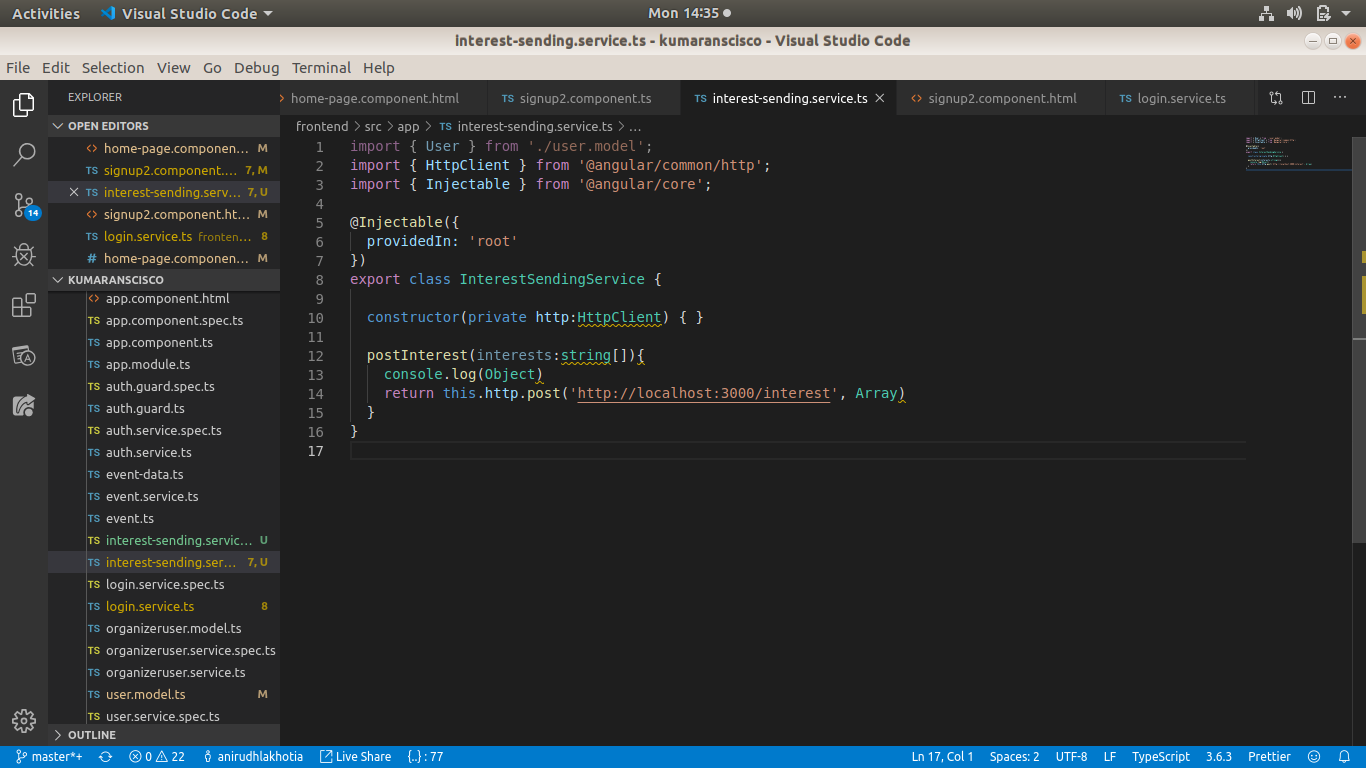 Activities Visual Studio Code Mon 14:35
interest-sending.service.ts - kumaranscisco - Visual Studio Code
File Edit Selection View Go Debug Terminal Help
EXPLORER
OPEN EDITORS
<> home-page.componen... M
TS signup2.component.... 7, M
TS interest-sending.serv... 7, U
<> signup2.component.ht... M
TS login.service.ts fronten... 8
# home-page.componen... M
KUMARANSCISCO
<> app.component.html
TS app.component.spec.ts
TS app.component.ts
TS app.module.ts
TS auth.guard.spec.ts
TS auth.guard.ts
TS auth.service.spec.ts
TS auth.service.ts
TS event-data.ts
TS event.service.ts
TS event.ts
TS interest-sending.servic... U
TS interest-sending.ser... 7, U
TS login.service.spec.ts
TS login.service.ts 8
TS organizeruser.model.ts
TS organizeruser.service.spec.ts
TS organizeruser.service.ts
TS user.model.ts M
TS user.service.spec.ts
OUTLINE
14
home-page.component.html TS signup2.component.ts TS interest-sending.service.ts <> signup2.component.html TS login.service.ts
frontend > src > app > TS interest-sending.service.ts > ...
1 import { User } from './user.model';
2 import { HttpClient } from '@angular/common/http';
3 import { Injectable } from '@angular/core';
4
5 @Injectable({
6 providedIn: 'root'
7 })
8 export class InterestSendingService {
9
10 constructor(private http:HttpClient) { }
11
12 postInterest(interests:string[]){
13 console.log(Object)
14 return this.http.post('http://localhost:3000/interest', Array)
15 }
16 }
17
master*+ 0 22 anirudhlakhotia Live Share {..} : 77 Ln 17, Col 1 Spaces: 2 UTF-8 LF TypeScript 3.6.3 Prettier